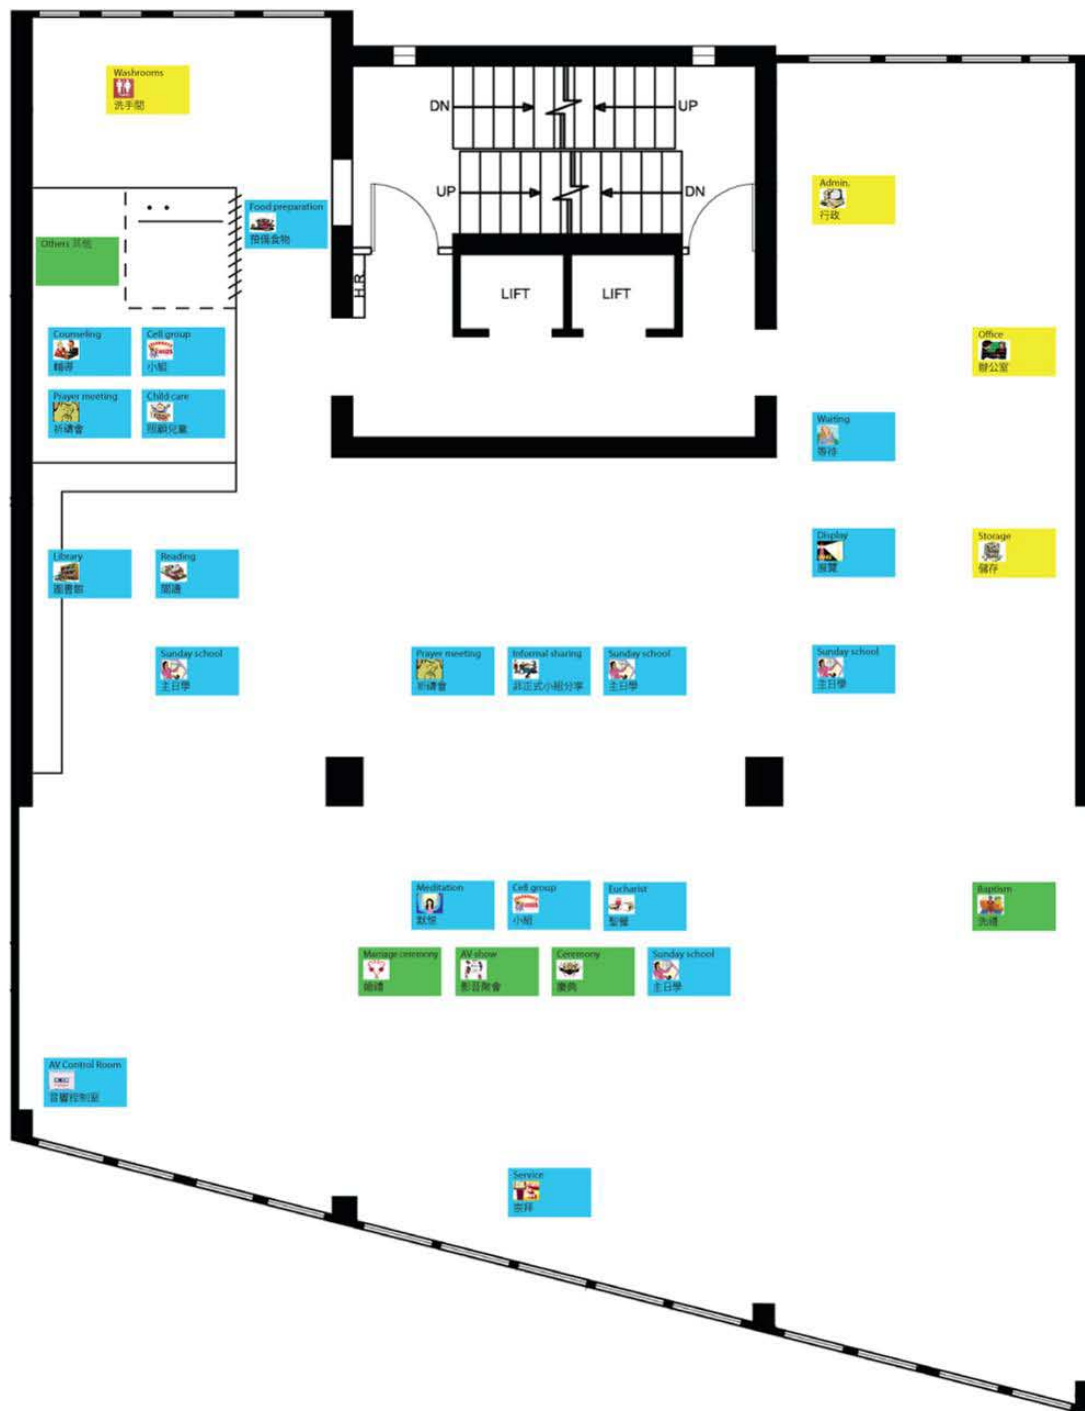 Washrooms
洗手間
DN
UP
UP
DN
LIFT
LIFT
H.R.
Admin.
行政
Food preparation
預備食物
Others 其他
Counseling
輔導
Cell group
小組
Office
辦公室
Prayer meeting
祈禱會
Child care
照顧兒童
Waiting
等待
Library
圖書館
Reading
閱讀
Display
展覽
Storage
儲存
Sunday school
主日學
Prayer meeting
祈禱會
Informal sharing
非正式小組分享
Sunday school
主日學
Sunday school
主日學
Meditation
默想
Cell group
小組
Eucharist
聖餐
Baptism
洗禮
Marriage ceremony
婚禮
AV show
影音聚會
Ceremony
慶典
Sunday school
主日學
AV Control Room
音響控制室
Service
崇拜